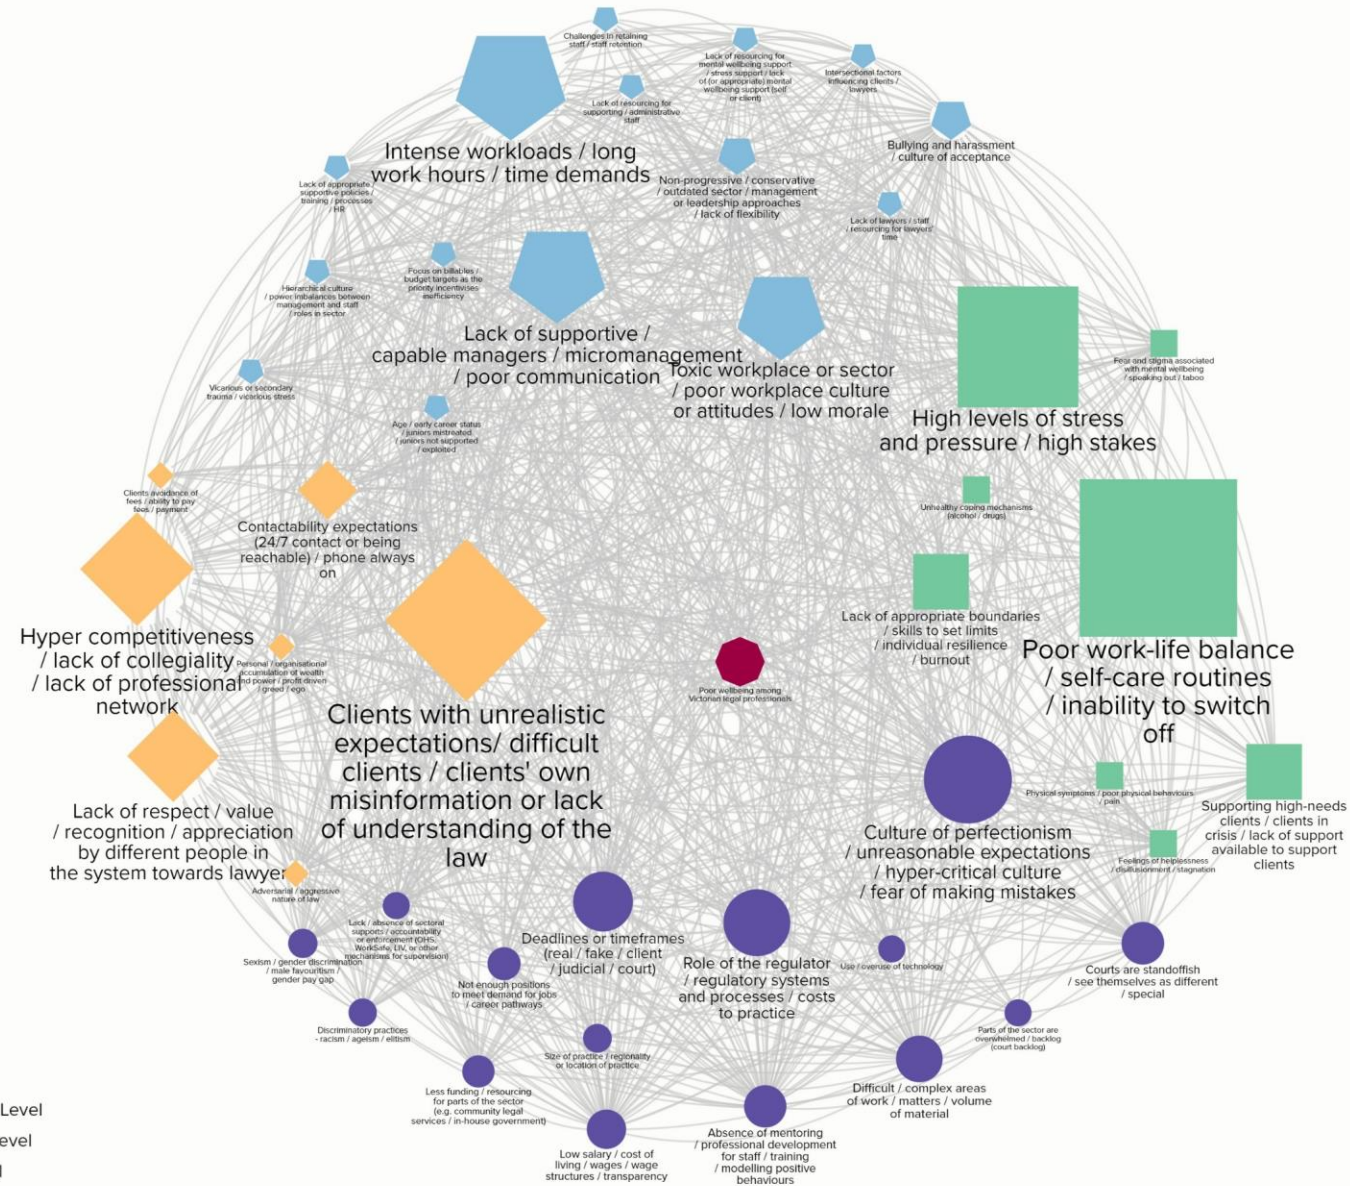 Challenges in retaining
staff / staff retention
Lack of resourcing for
mental wellbeing support
/ stress support / lack
of (or appropriate) mental
wellbeing support (self
or client)
Intersectional factors
influencing clients /
lawyers
Lack of resourcing for
supporting / administrative
staff
Bullying and harassment
/ culture of acceptance
Intense workloads / long
work hours / time demands
Non-progressive / conservative
/ outdated sector / management
or leadership approaches
/ lack of flexibility
Lack of appropriate
supportive policies /
training / processes
/ HR
Lack of lawyers / staff
/ resourcing for lawyers'
time
Focus on billables /
budget targets as the
priority incentivises
inefficiency
Hierarchical culture
/ power imbalances between
management and staff
/ roles in sector
Lack of supportive /
capable managers / micromanagement
/ poor communication
Toxic workplace or sector
/ poor workplace culture
or attitudes / low morale
Fear and stigma associated
with mental wellbeing
/ speaking out / taboo
Vicarious or secondary
trauma / vicarious stress
High levels of stress
and pressure / high stakes
Age / early career status
/ juniors mistreated
/ juniors not supported
/ exploited
Clients avoidance of
fees / ability to pay
fees / payment
Unhealthy coping mechanisms
(alcohol / drugs)
Contactability expectations
(24/7 contact or being
reachable) / phone always
on
Lack of appropriate boundaries
/ skills to set limits
/ individual resilience
/ burnout
Hyper competitiveness
/ lack of collegiality
/ lack of professional
network
Personal / organisational
accumulation of wealth
and power / profit driven
/ greed / ego
Poor work-life balance
/ self-care routines
/ inability to switch
off
Poor wellbeing among
Victorian legal professionals
Clients with unrealistic
expectations/ difficult
clients / clients' own
misinformation or lack
of understanding of the
law
Physical symptoms / poor physical behaviours
/ pain
Supporting high-needs
clients / clients in
crisis / lack of support
available to support
clients
Lack of respect / value
/ recognition / appreciation
by different people in
the system towards lawyer
Culture of perfectionism
/ unreasonable expectations
/ hyper-critical culture
/ fear of making mistakes
Feelings of helplessness
/ disillusionment / stagnation
Adversarial / aggressive
nature of law
Lack / absence of sectoral
supports / accountability
or enforcement (OHS,
WorkSafe, LIV, or other
mechanisms for supervision)
Deadlines or timeframes
(real / fake / client
/ judicial / court)
Role of the regulator
/ regulatory systems
and processes / costs
to practice
Sexism / gender discrimination
/ male favouritism /
gender pay gap
Use / overuse of technology
Courts are standoffish
/ see themselves as different
/ special
Not enough positions
to meet demand for jobs
/ career pathways
Discriminatory practices
- racism / ageism / elitism
Parts of the sector are
overwhelmed / backlog
(court backlog)
Size of practice / regionality
or location of practice
Less funding / resourcing
for parts of the sector
(e.g. community legal
services / in-house government)
Difficult / complex areas
of work / matters / volume
of material
Low salary / cost of
living / wages / wage
structures / transparency
Absence of mentoring
/ professional development
for staff / training
/ modelling positive
behaviours
Level